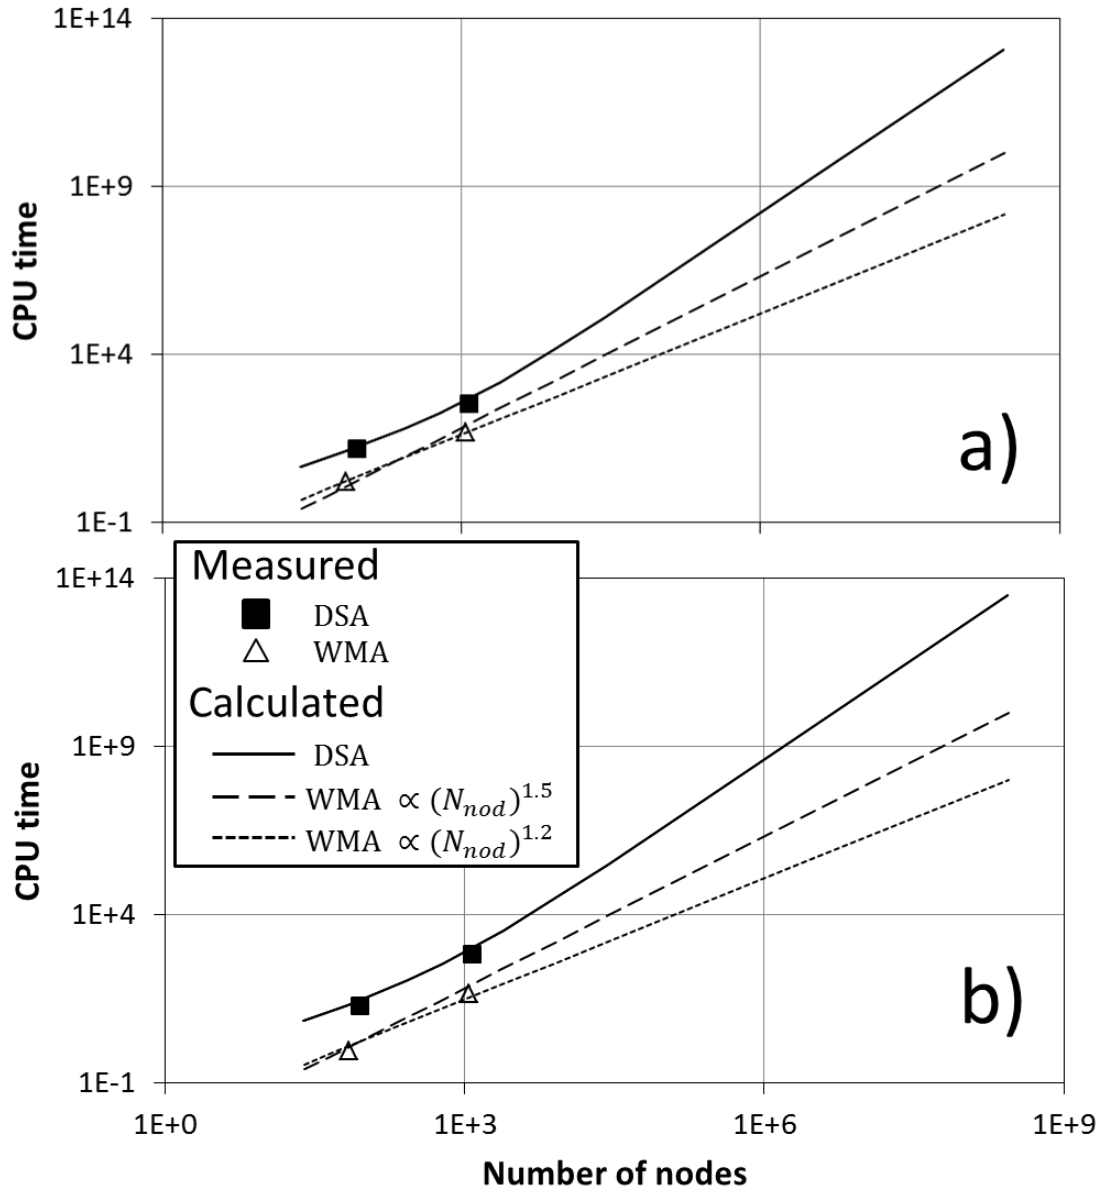 1E+14
1E+9
1E+4
1E-1
CPU time
a)
Measured
DSA
WMA
Calculated
DSA
WMA ∝ (N_nod)^1.5
WMA ∝ (N_nod)^1.2
1E+14
1E+9
1E+4
1E-1
CPU time
b)
1E+0 1E+3 1E+6 1E+9
Number of nodes